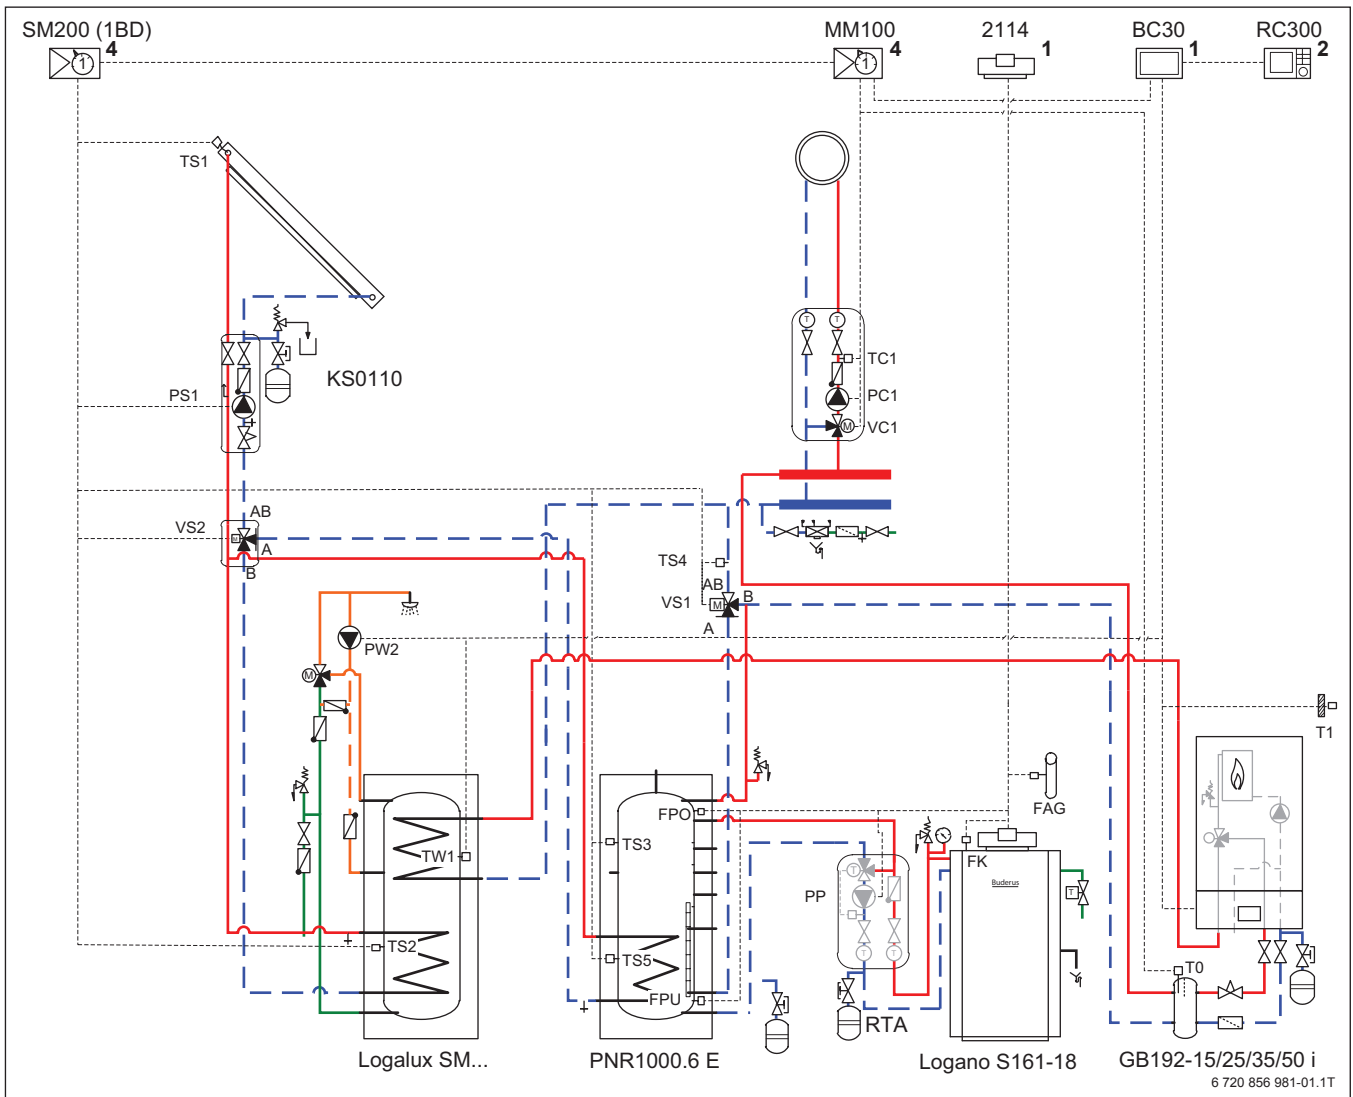 SM200 (1BD)
4
1
MM100
4
1
2114
1
BC30
1
RC300
2
TS1
T
T
TC1
KS0110
PS1
PC1
M
VC1
AB
VS2
M
A
B
TS4
AB
VS1
M
B
A
PW2
M
T1
FAG
FPO
TS3
TW1
T
FK
Buderus
T
PP
TS2
TS5
T
T
T0
FPU
RTA
Logalux SM...
PNR1000.6 E
Logano S161-18
GB192-15/25/35/50 i
6 720 856 981-01.1T